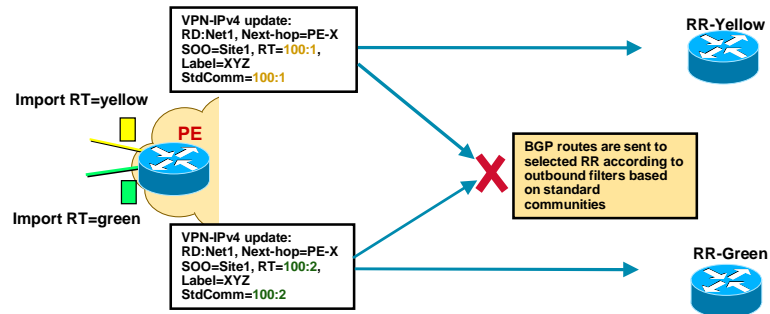 VPN-IPv4 update:
RD:Net1, Next-hop=PE-X
SOO=Site1, RT=100:1,
Label=XYZ
StdComm=100:1
RR-Yellow
Import RT=yellow
PE
Import RT=green
BGP routes are sent to
selected RR according to
outbound filters based
on standard
communities
VPN-IPv4 update:
RD:Net1, Next-hop=PE-X
SOO=Site1, RT=100:2,
Label=XYZ
StdComm=100:2
RR-Green